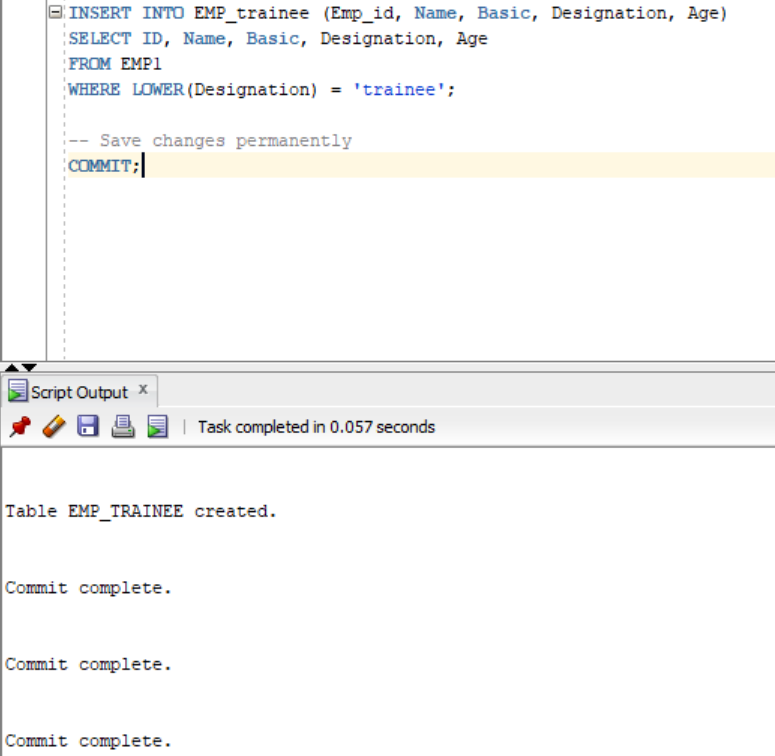 INSERT INTO EMP_trainee (Emp_id, Name, Basic, Designation, Age)
SELECT ID, Name, Basic, Designation, Age
FROM EMP1
WHERE LOWER(Designation) = 'trainee';
-- Save changes permanently
COMMIT;
Script Output x
Task completed in 0.057 seconds
Table EMP_TRAINEE created.
Commit complete.
Commit complete.
Commit complete.